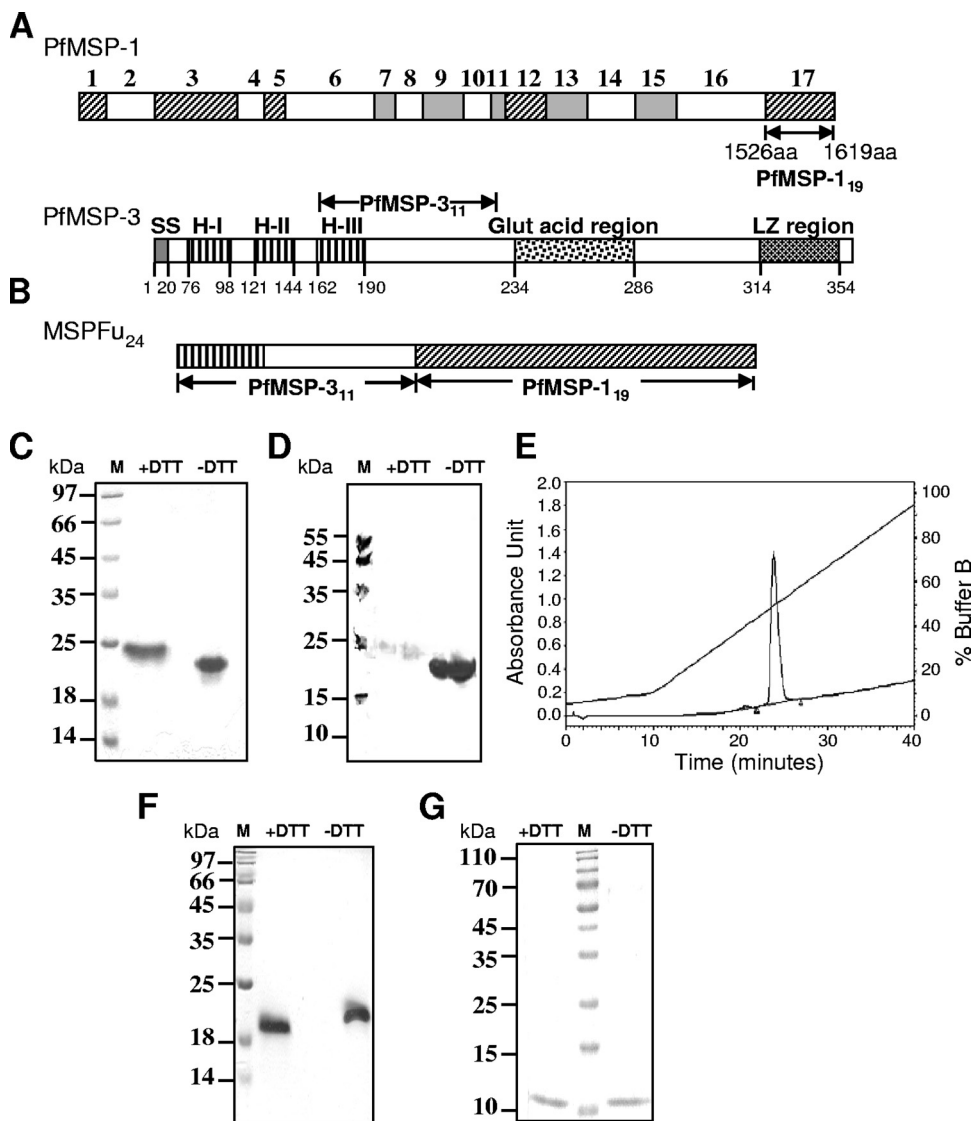 A
PfMSP-1
1 2 3 4 5 6 7 8 9 10 11 12 13 14 15 16 17
1526aa 1619aa
PfMSP-1₁₉
PfMSP-3₁₁
PfMSP-3
SS H-I H-II H-III Glut acid region LZ region
1 20 76 98 121 144 162 190 234 286 314 354
B
MSPFu₂₄
PfMSP-3₁₁ PfMSP-1₁₉
C
kDa M +DTT -DTT
97
66
45
35
25
18
14
D
kDa M +DTT -DTT
55
45
35
25
15
10
E
2.0
1.8
1.6
1.4
1.2
1.0
0.8
0.6
0.4
0.2
0.0
Absorbance Unit
100
80
60
40
20
0
% Buffer B
0 10 20 30 40
Time (minutes)
F
kDa M +DTT -DTT
97
66
45
35
25
18
14
G
kDa +DTT M -DTT
110
70
45
35
25
15
10